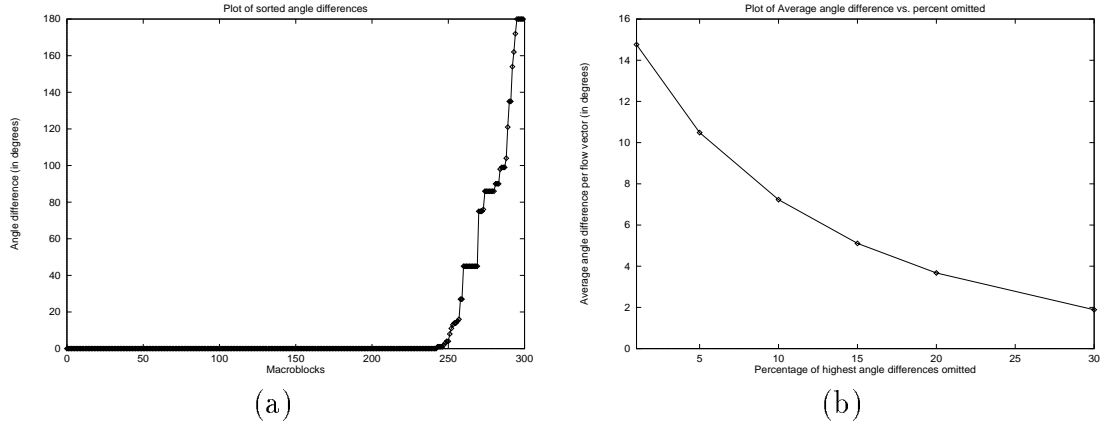 Plot of sorted angle differences
180
160
140
120
100
80
60
40
20
0
Angle difference (in degrees)
0 50 100 150 200 250 300
Macroblocks
(a)
Plot of Average angle difference vs. percent omitted
16
14
12
10
8
6
4
2
0
Average angle difference per flow vector (in degrees)
5 10 15 20 25 30
Percentage of highest angle differences omitted
(b)